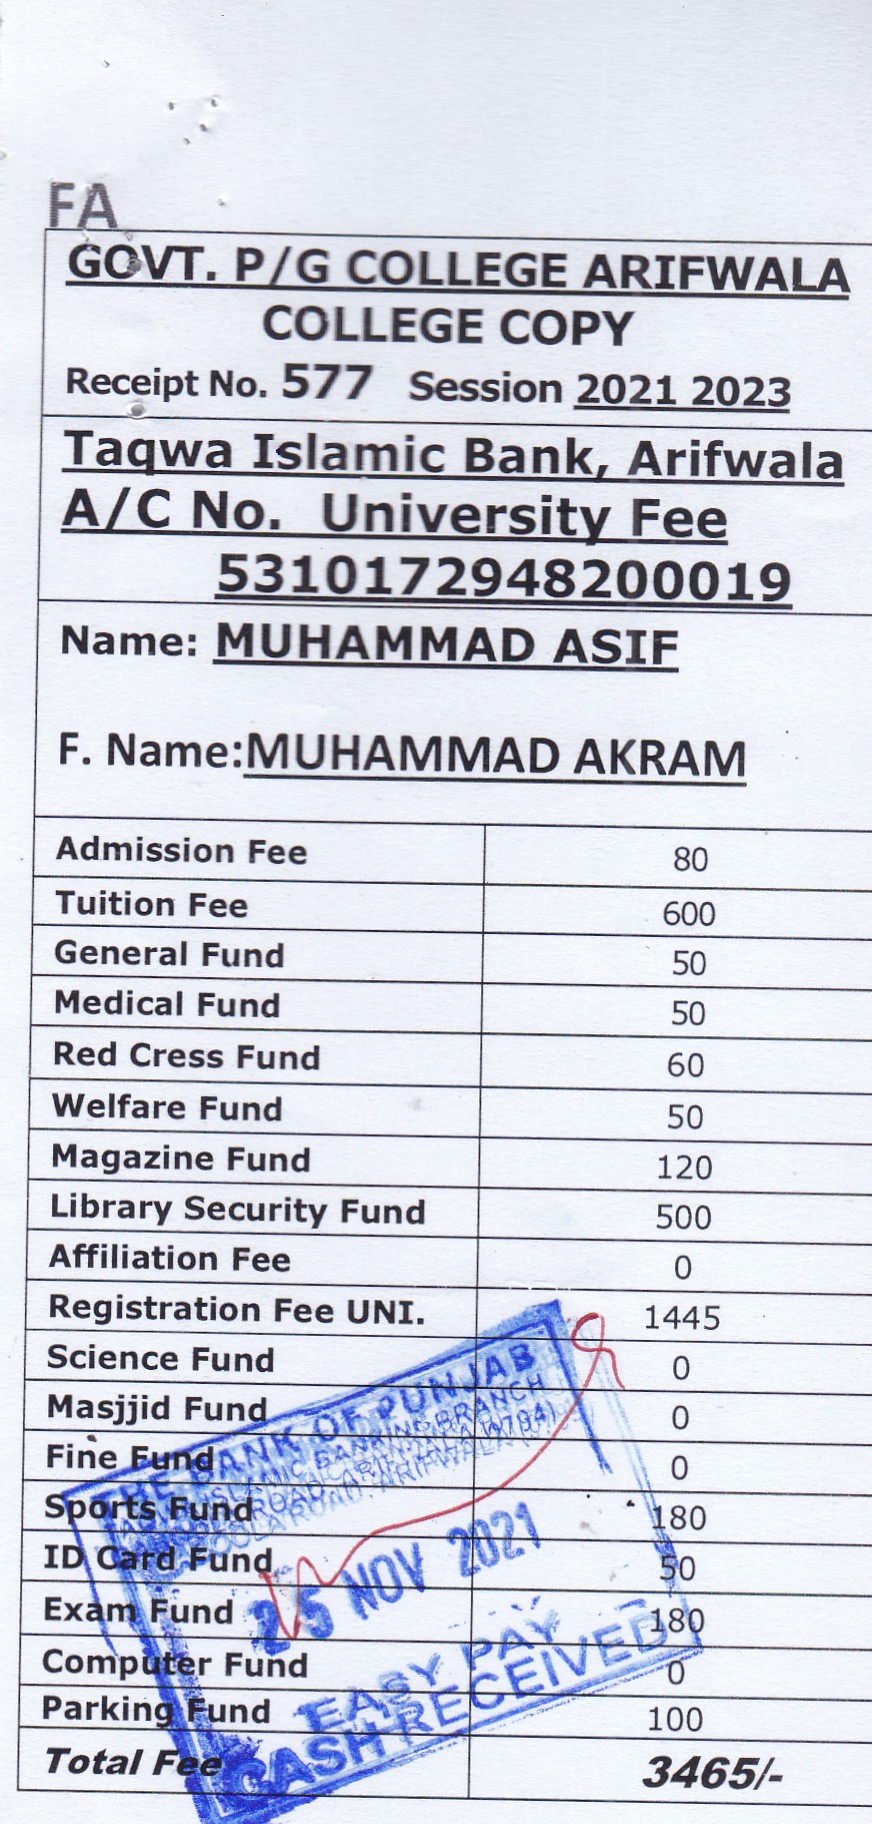 FA
GOVT. P/G COLLEGE ARIFWALA
COLLEGE COPY
Receipt No. 577 Session 2021 2023
Taqwa Islamic Bank, Arifwala
A/C No. University Fee
5310172948200019
Name: MUHAMMAD ASIF
F. Name:MUHAMMAD AKRAM
Admission Fee 80
Tuition Fee 600
General Fund 50
Medical Fund 50
Red Cress Fund 60
Welfare Fund 50
Magazine Fund 120
Library Security Fund 500
Affiliation Fee 0
Registration Fee UNI. 1445
Science Fund 0
Masjjid Fund 0
Fine Fund 0
Sports Fund 180
ID Card Fund 50
Exam Fund 180
Computer Fund 0
Parking Fund 100
Total Fee 3465/-
THE BANK OF PUNJAB
ISLAMIC BANKING BRANCH
25 NOV 2021
EASY PAY
CASH RECEIVED